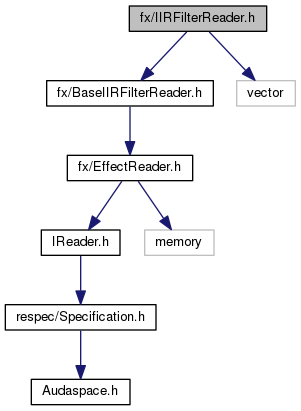 fx/IIRFilterReader.h
fx/BaseIIRFilterReader.h
vector
fx/EffectReader.h
IReader.h
memory
respec/Specification.h
Audaspace.h